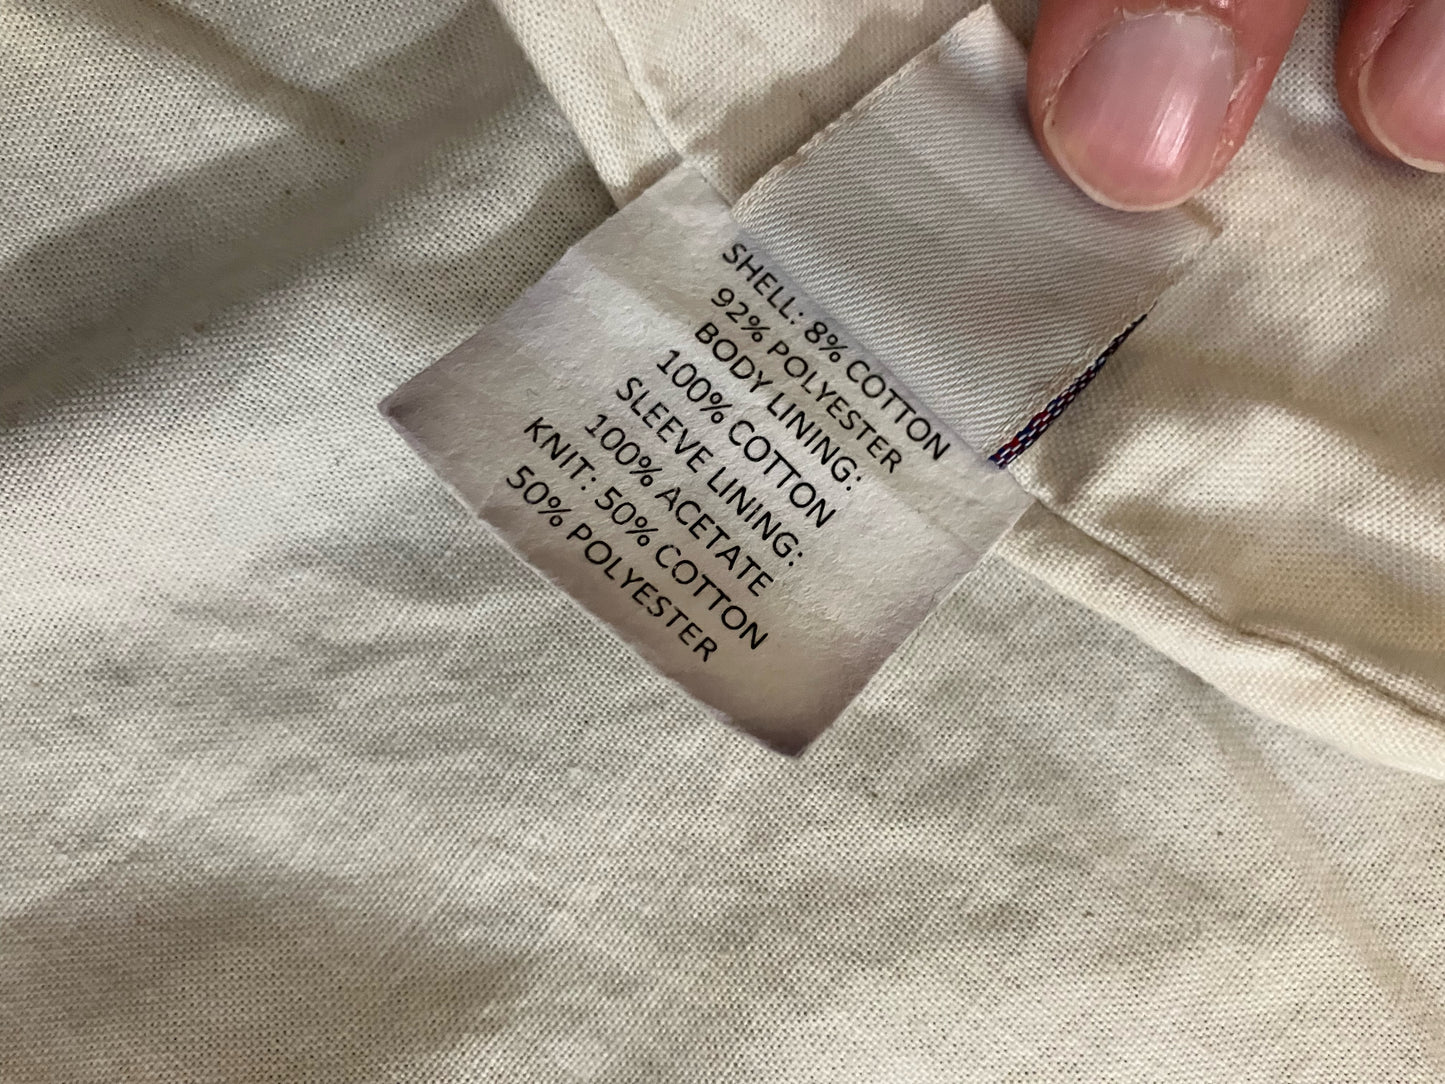 SHELL: 8% COTTON
92% POLYESTER
BODY LINING:
100% COTTON
SLEEVE LINING:
100% ACETATE
KNIT: 50% COTTON
50% POLYESTER